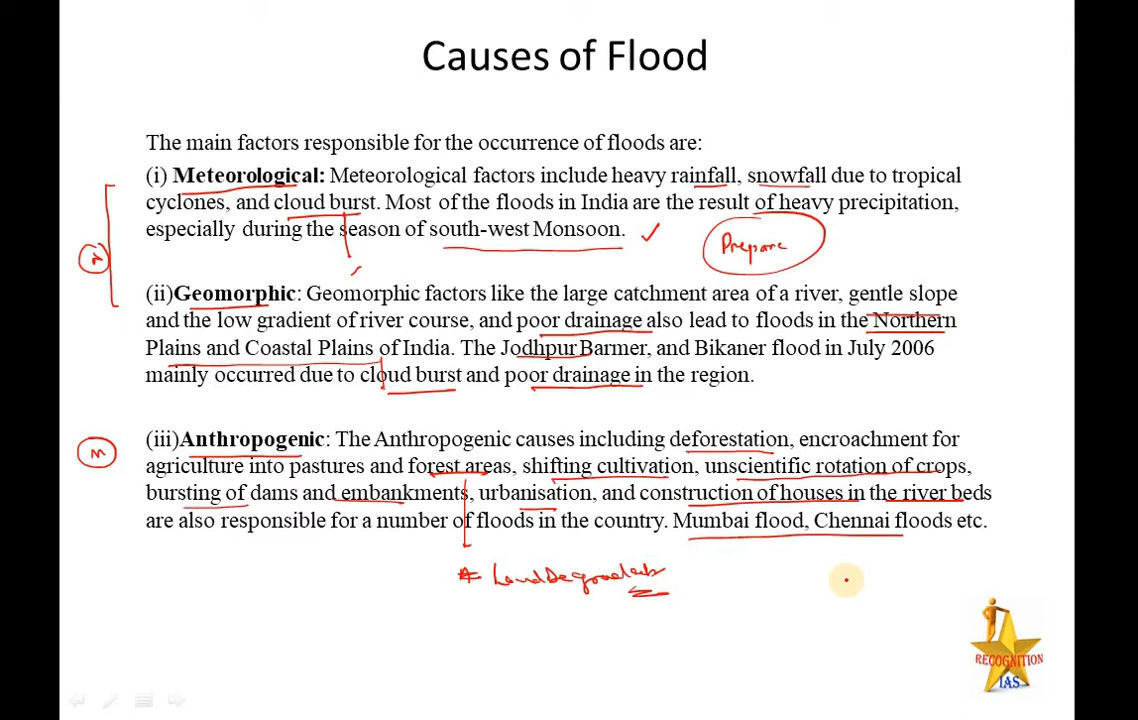 Causes of Flood
The main factors responsible for the occurrence of floods are:
(i) Meteorological: Meteorological factors include heavy rainfall, snowfall due to tropical
cyclones, and cloud burst. Most of the floods in India are the result of heavy precipitation,
especially during the season of south-west Monsoon.
Prepare
(ii)Geomorphic: Geomorphic factors like the large catchment area of a river, gentle slope
and the low gradient of river course, and poor drainage also lead to floods in the Northern
Plains and Coastal Plains of India. The Jodhpur Barmer, and Bikaner flood in July 2006
mainly occurred due to cloud burst and poor drainage in the region.
(iii)Anthropogenic: The Anthropogenic causes including deforestation, encroachment for
agriculture into pastures and forest areas, shifting cultivation, unscientific rotation of crops,
bursting of dams and embankments, urbanisation, and construction of houses in the river beds
are also responsible for a number of floods in the country. Mumbai flood, Chennai floods etc.
RECOGNITION
IAS